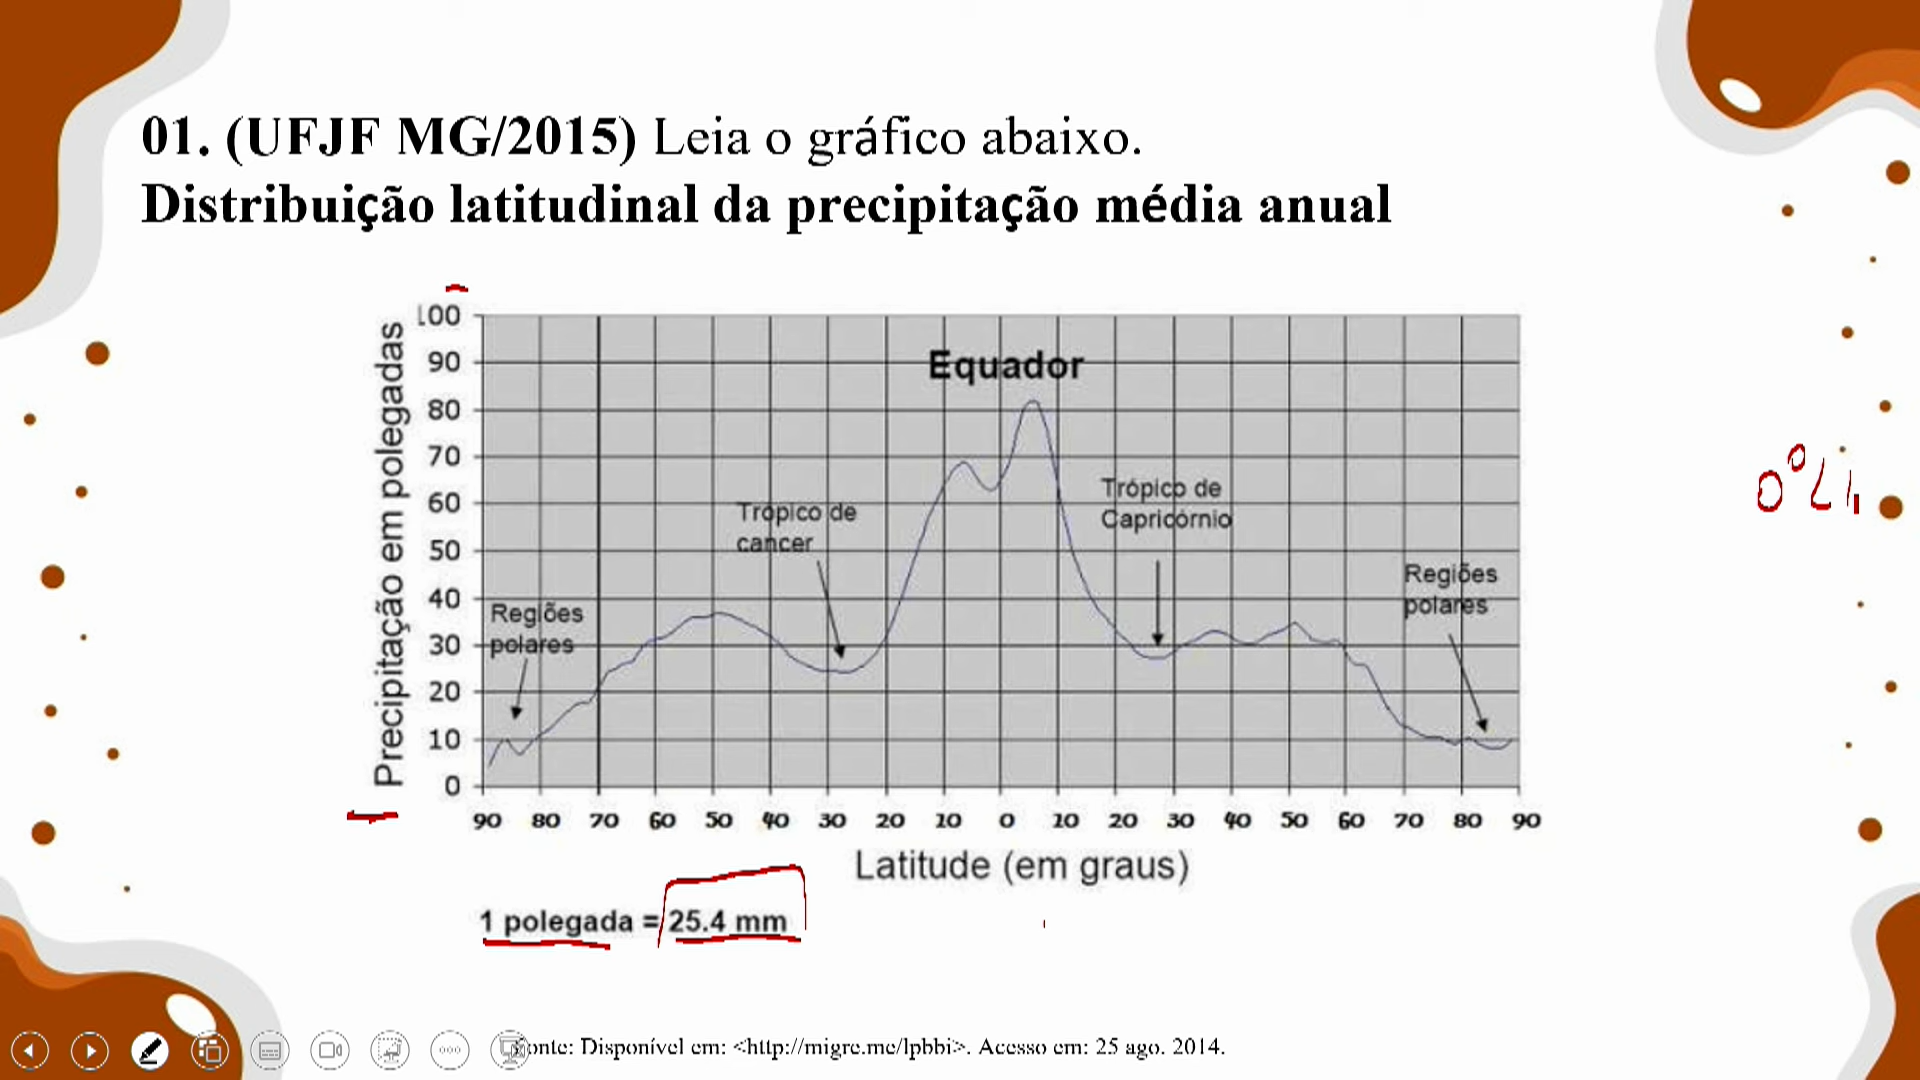 01. (UFJF MG/2015) Leia o gráfico abaixo.
Distribuição latitudinal da precipitação média anual
Precipitação em polegadas
100
90
80
70
60
50
40
30
20
10
0
Equador
Trópico de
cancer
Trópico de
Capricórnio
Regiões
polares
Regiões
polares
90 80 70 60 50 40 30 20 10 0 10 20 30 40 50 60 70 80 90
Latitude (em graus)
1 polegada = 25.4 mm
onte: Disponível em: <http://migre.me/lpbbi>. Acesso em: 25 ago. 2014.